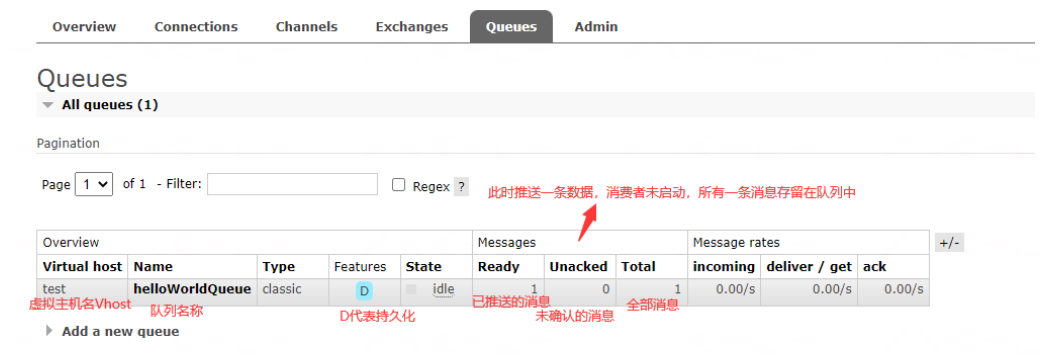 Overview Connections Channels Exchanges Queues Admin
Queues
All queues (1)
Pagination
Page 1 of 1 - Filter: Regex ?
此时推送一条数据，消费者未启动，所有一条消息存留在队列中
Overview Messages Message rates +/-
Virtual host Name Type Features State Ready Unacked Total incoming deliver / get ack
test helloWorldQueue classic D idle 1 0 1 0.00/s 0.00/s 0.00/s
虚拟主机名Vhost 队列名称 D代表持久化 已推送的消息 未确认的消息 全部消息
Add a new queue